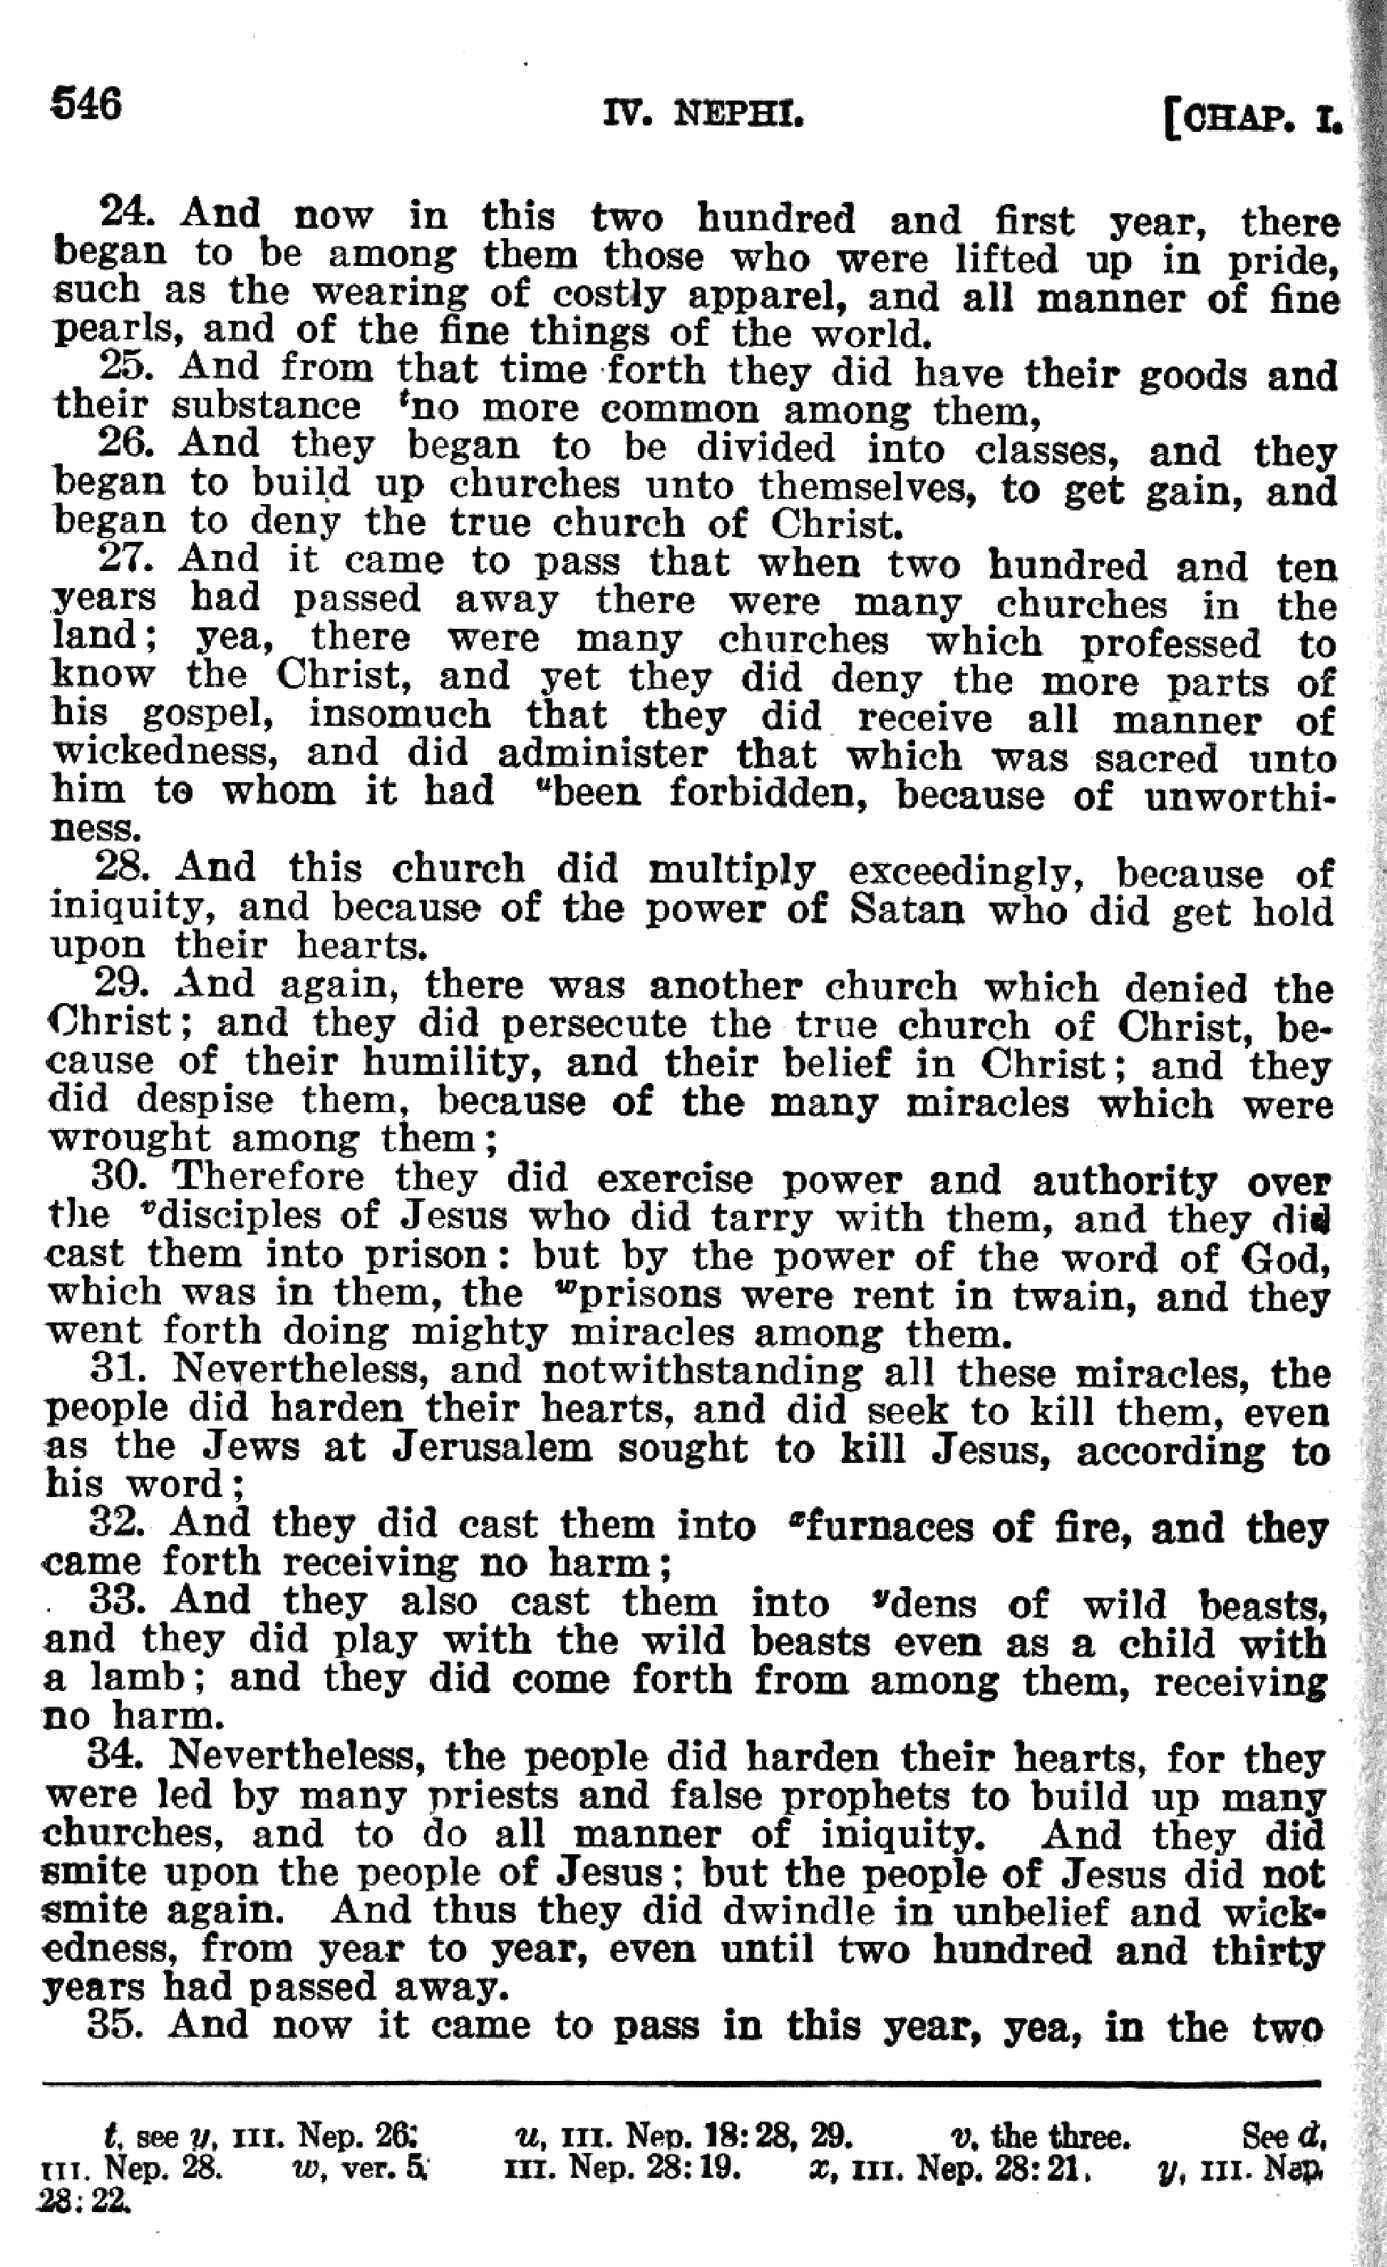 546 IV. NEPHI. [CHAP. I.
24. And now in this two hundred and first year, there
began to be among them those who were lifted up in pride,
such as the wearing of costly apparel, and all manner of fine
pearls, and of the fine things of the world.
25. And from that time forth they did have their goods and
their substance ᵗno more common among them,
26. And they began to be divided into classes, and they
began to build up churches unto themselves, to get gain, and
began to deny the true church of Christ.
27. And it came to pass that when two hundred and ten
years had passed away there were many churches in the
land; yea, there were many churches which professed to
know the Christ, and yet they did deny the more parts of
his gospel, insomuch that they did receive all manner of
wickedness, and did administer that which was sacred unto
him to whom it had ᵘbeen forbidden, because of unworthi-
ness.
28. And this church did multiply exceedingly, because of
iniquity, and because of the power of Satan who did get hold
upon their hearts.
29. And again, there was another church which denied the
Christ; and they did persecute the true church of Christ, be-
cause of their humility, and their belief in Christ; and they
did despise them, because of the many miracles which were
wrought among them;
30. Therefore they did exercise power and authority over
the ᵛdisciples of Jesus who did tarry with them, and they did
cast them into prison: but by the power of the word of God,
which was in them, the ʷprisons were rent in twain, and they
went forth doing mighty miracles among them.
31. Nevertheless, and notwithstanding all these miracles, the
people did harden their hearts, and did seek to kill them, even
as the Jews at Jerusalem sought to kill Jesus, according to
his word;
32. And they did cast them into ˣfurnaces of fire, and they
came forth receiving no harm;
33. And they also cast them into ʸdens of wild beasts,
and they did play with the wild beasts even as a child with
a lamb; and they did come forth from among them, receiving
no harm.
34. Nevertheless, the people did harden their hearts, for they
were led by many priests and false prophets to build up many
churches, and to do all manner of iniquity. And they did
smite upon the people of Jesus; but the people of Jesus did not
smite again. And thus they did dwindle in unbelief and wick-
edness, from year to year, even until two hundred and thirty
years had passed away.
35. And now it came to pass in this year, yea, in the two
t, see y, III. Nep. 26. u, III. Nep. 18:28, 29. v, the three. See d,
III. Nep. 28. w, ver. 5, III. Nep. 28:19. x, III. Nep. 28:21. y, III. Nep.
28:22.